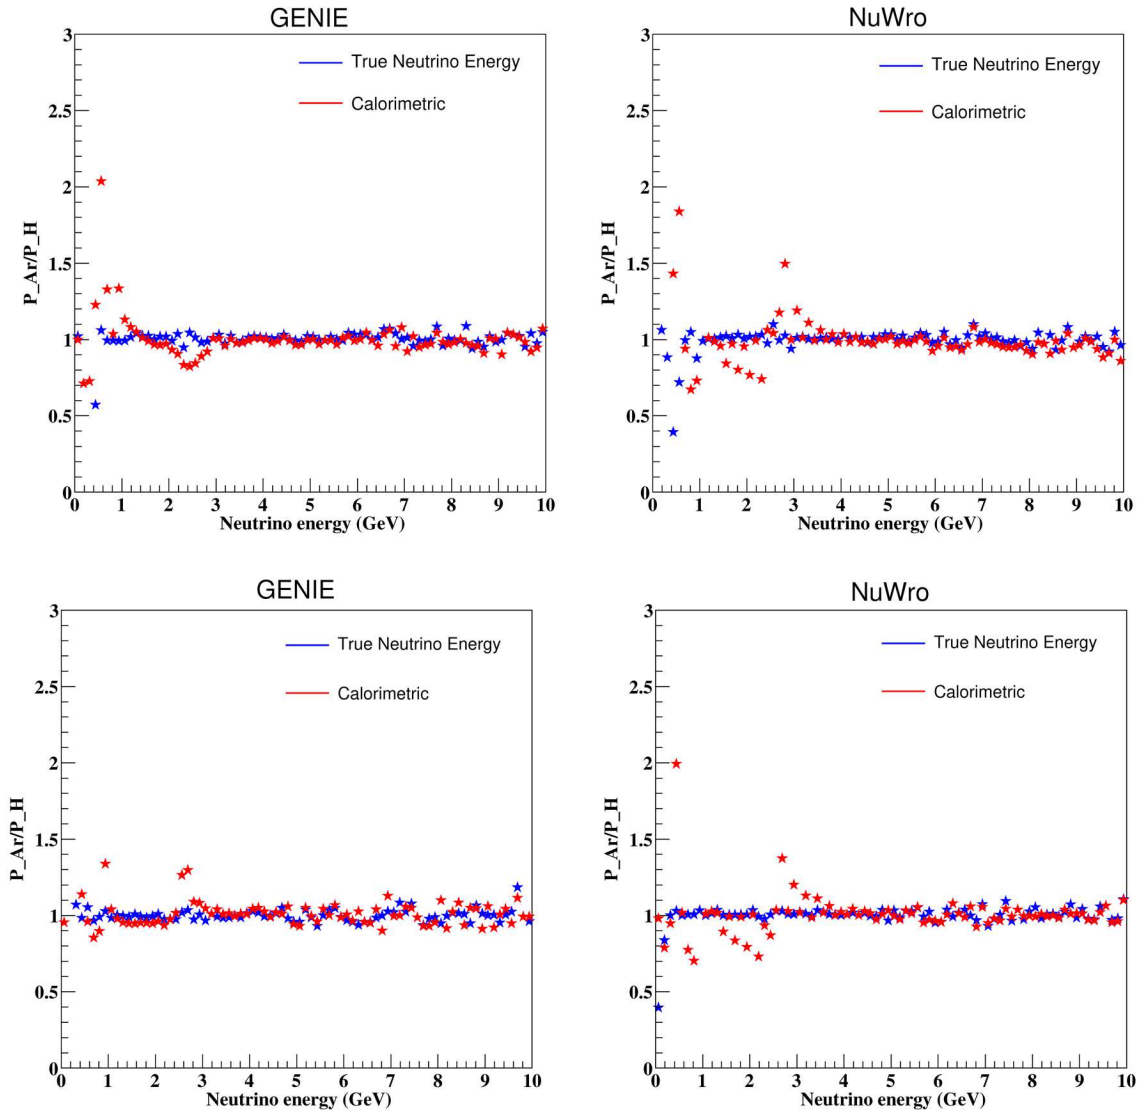 GENIE
True Neutrino Energy
Calorimetric
P_Ar/P_H
3
2.5
2
1.5
1
0.5
0
0 1 2 3 4 5 6 7 8 9 10
Neutrino energy (GeV)
NuWro
True Neutrino Energy
Calorimetric
P_Ar/P_H
3
2.5
2
1.5
1
0.5
0
0 1 2 3 4 5 6 7 8 9 10
Neutrino energy (GeV)
GENIE
True Neutrino Energy
Calorimetric
P_Ar/P_H
3
2.5
2
1.5
1
0.5
0
0 1 2 3 4 5 6 7 8 9 10
Neutrino energy (GeV)
NuWro
True Neutrino Energy
Calorimetric
P_Ar/P_H
3
2.5
2
1.5
1
0.5
0
0 1 2 3 4 5 6 7 8 9 10
Neutrino energy (GeV)